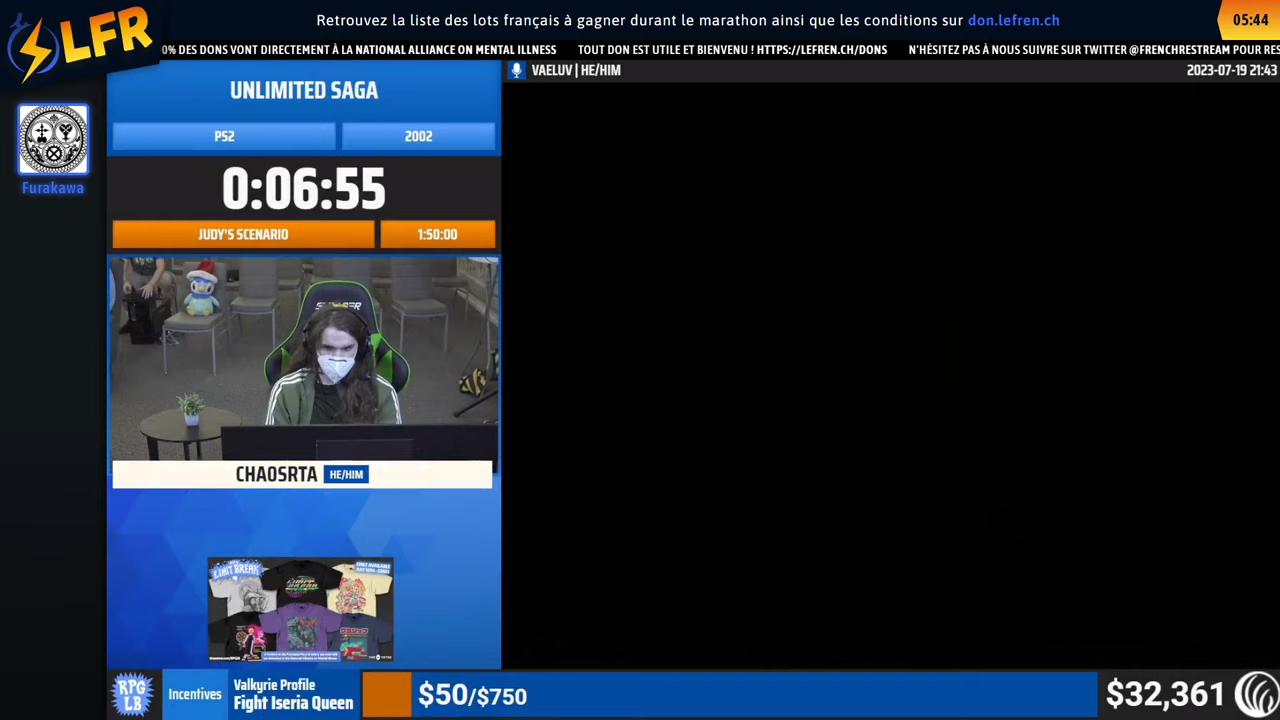 LFR
Retrouvez la liste des lots français à gagner durant le marathon ainsi que les conditions sur don.lefren.ch
05:44
0% DES DONS VONT DIRECTEMENT À LA NATIONAL ALLIANCE ON MENTAL ILLNESS TOUT DON EST UTILE ET BIENVENU ! HTTPS://LEFREN.CH/DONS N'HÉSITEZ PAS À NOUS SUIVRE SUR TWITTER @FRENCHRESTREAM POUR RES
VAELUV | HE/HIM
2023-07-19 21:43
UNLIMITED SAGA
PS2
2002
Furakawa
0:06:55
JUDY'S SCENARIO
1:50:00
CHAOSRTA HE/HIM
LIMIT BREAK
RPG
LB
Incentives
Valkyrie Profile
Fight Iseria Queen
$50/$750
$32,361